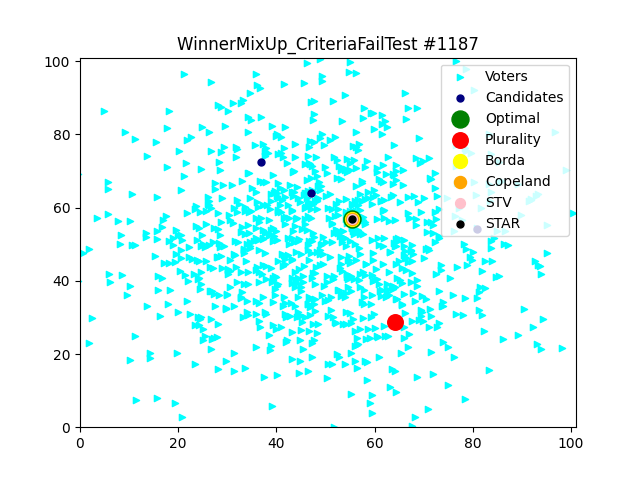 WinnerMixUp_CriteriaFailTest #1187
100
80
60
40
20
0
0
20
40
60
80
100
Voters
Candidates
Optimal
Plurality
Borda
Copeland
STV
STAR